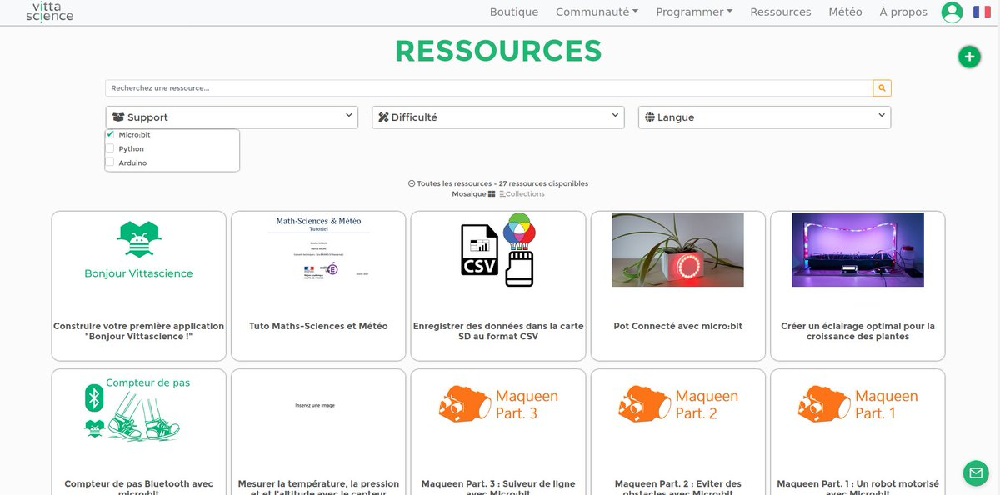 vitta
science
Boutique Communauté Programmer Ressources Météo À propos
RESSOURCES
Recherchez une ressource...
Support Difficulté Langue
Micro:bit
Python
Arduino
Toutes les ressources - 27 ressources disponibles
Mosaique Collections
Bonjour Vittascience
Construire votre première application
"Bonjour Vittascience !"
Math-Sciences & Météo
Tutoriel
Tuto Maths-Sciences et Météo
CSV
Enregistrer des données dans la carte
SD au format CSV
Pot Connecté avec micro:bit
Créer un éclairage optimal pour la
croissance des plantes
Compteur de pas
Compteur de pas Bluetooth avec
micro:bit
Inserez une image
Mesurer la température, la pression
et et l'altitude avec le capteur
Maqueen
Part. 3
Maqueen Part. 3 : Suiveur de ligne
avec Micro:bit
Maqueen
Part. 2
Maqueen Part. 2 : Eviter des
obstacles avec Micro:bit
Maqueen
Part. 1
Maqueen Part. 1 : Un robot motorisé
avec Micro:bit